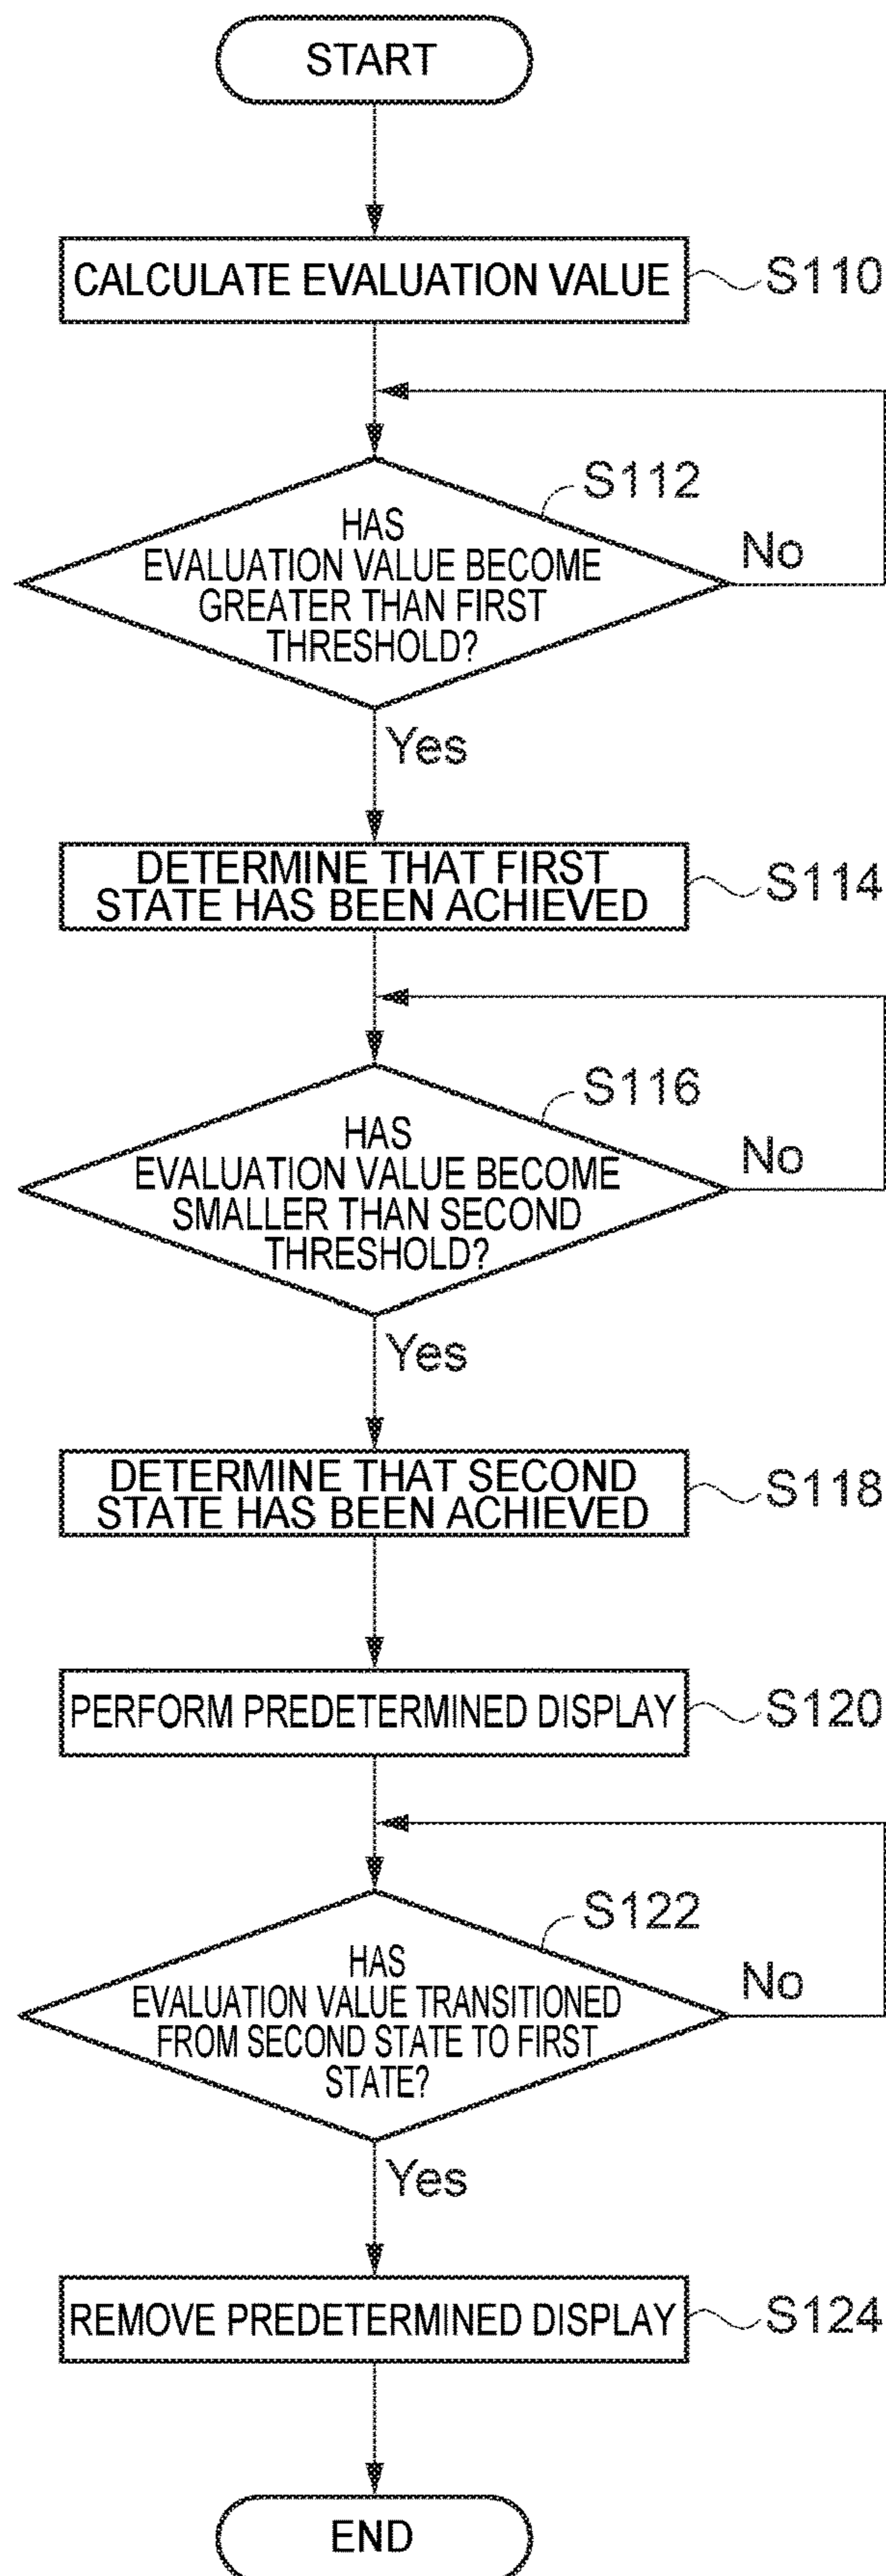 START
CALCULATE EVALUATION VALUE
S110
S112
HAS
EVALUATION VALUE BECOME
GREATER THAN FIRST
THRESHOLD?
No
Yes
DETERMINE THAT FIRST
STATE HAS BEEN ACHIEVED
S114
S116
HAS
EVALUATION VALUE BECOME
SMALLER THAN SECOND
THRESHOLD?
No
Yes
DETERMINE THAT SECOND
STATE HAS BEEN ACHIEVED
S118
PERFORM PREDETERMINED DISPLAY
S120
S122
HAS
EVALUATION VALUE TRANSITIONED
FROM SECOND STATE TO FIRST
STATE?
No
Yes
REMOVE PREDETERMINED DISPLAY
S124
END